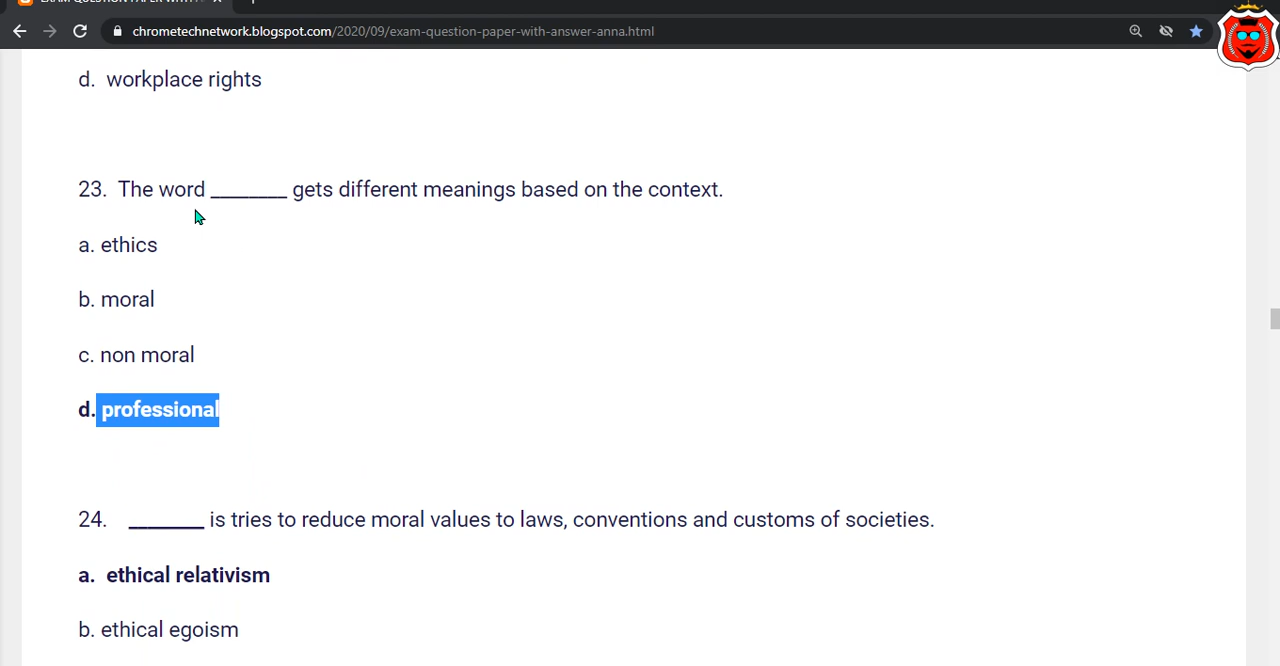 chrometechnetwork.blogspot.com/2020/09/exam-question-paper-with-answer-anna.html
d. workplace rights
23. The word ________ gets different meanings based on the context.
a. ethics
b. moral
c. non moral
d. professional
24. ________ is tries to reduce moral values to laws, conventions and customs of societies.
a. ethical relativism
b. ethical egoism